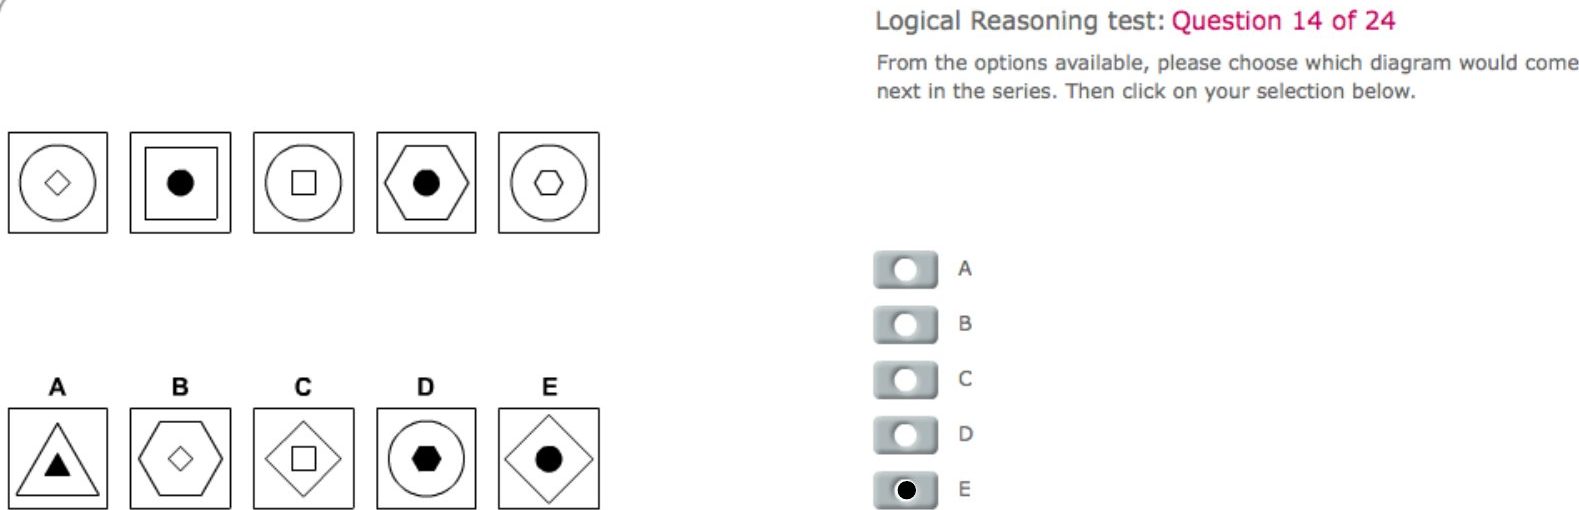 Logical Reasoning test: Question 14 of 24
From the options available, please choose which diagram would come
next in the series. Then click on your selection below.
A B C D E
A
B
C
D
E